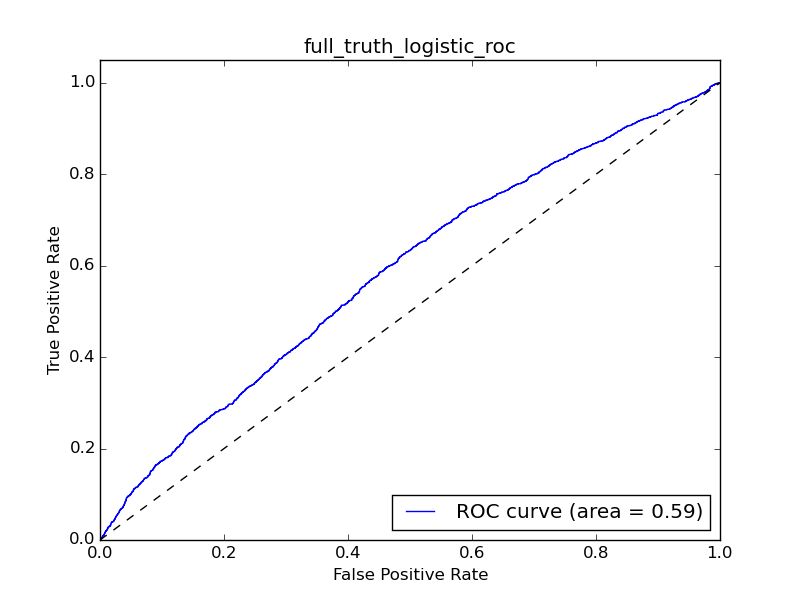 full_truth_logistic_roc
1.0
0.8
0.6
0.4
0.2
0.0
True Positive Rate
ROC curve (area = 0.59)
0.0 0.2 0.4 0.6 0.8 1.0
False Positive Rate